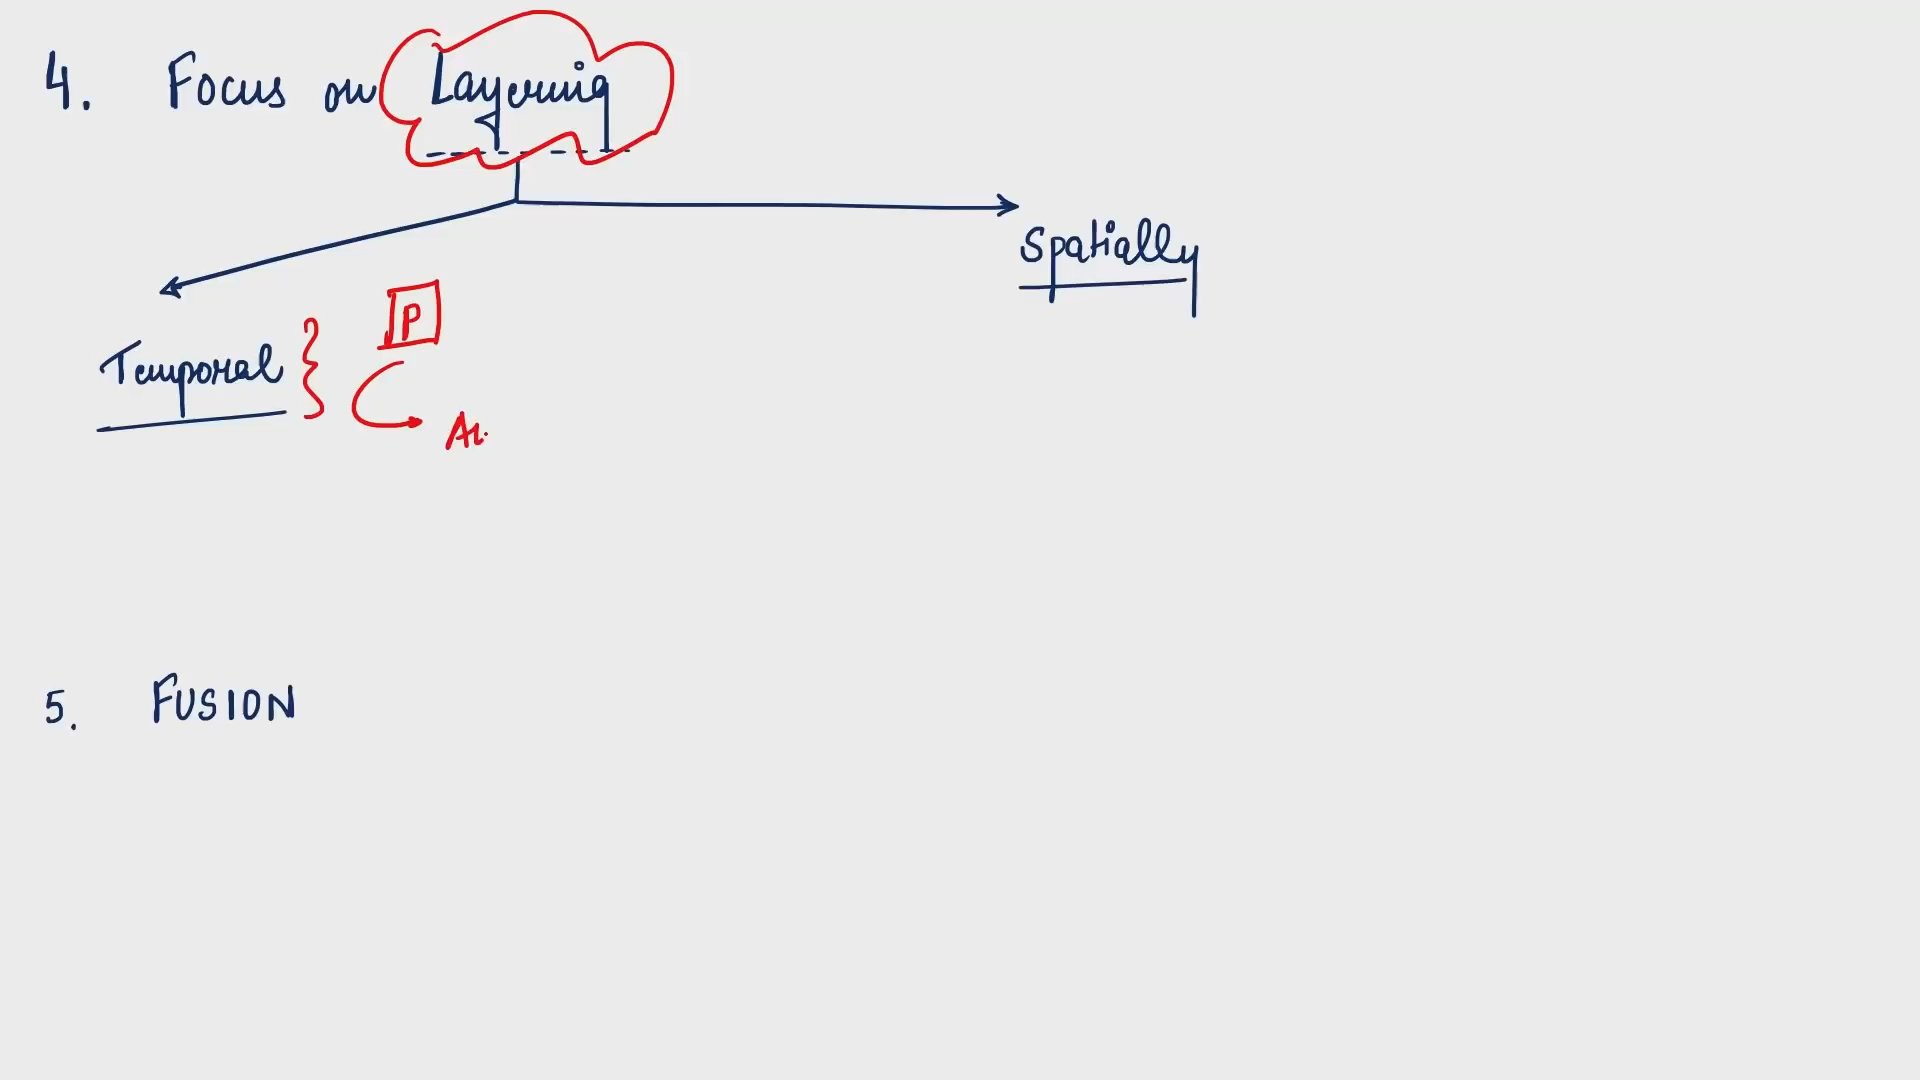 4. Focus on Layering
Spatially
Temporal
P
5. FUSION